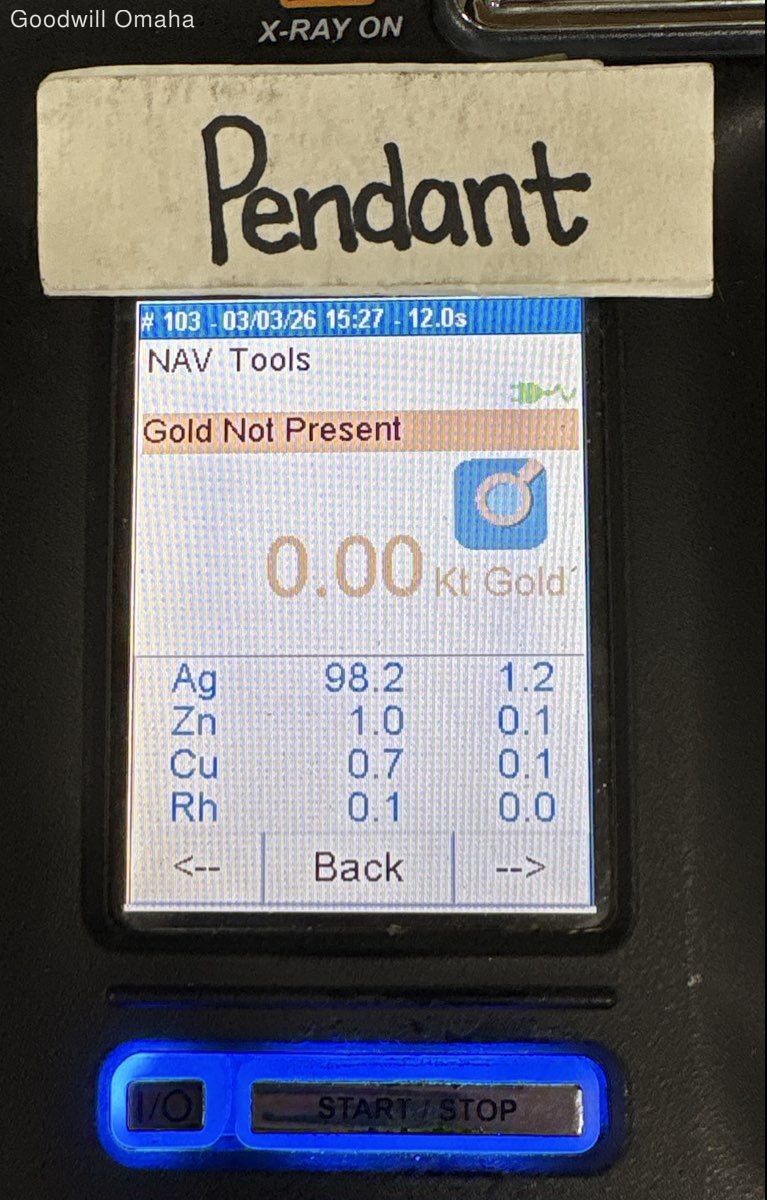 Goodwill Omaha
X-RAY ON
Pendant
# 103 - 03/03/26 15:27 - 12.0s
NAV Tools
Gold Not Present
0.00 Kt Gold
Ag 98.2 1.2
Zn 1.0 0.1
Cu 0.7 0.1
Rh 0.1 0.0
<-- Back -->
I/O START / STOP